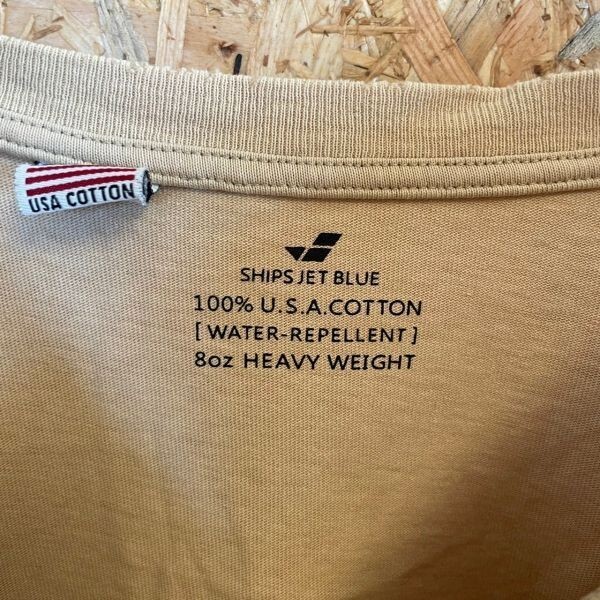 USA COTTON
SHIPS JET BLUE
100% U.S.A.COTTON
[ WATER-REPELLENT ]
8oz HEAVY WEIGHT